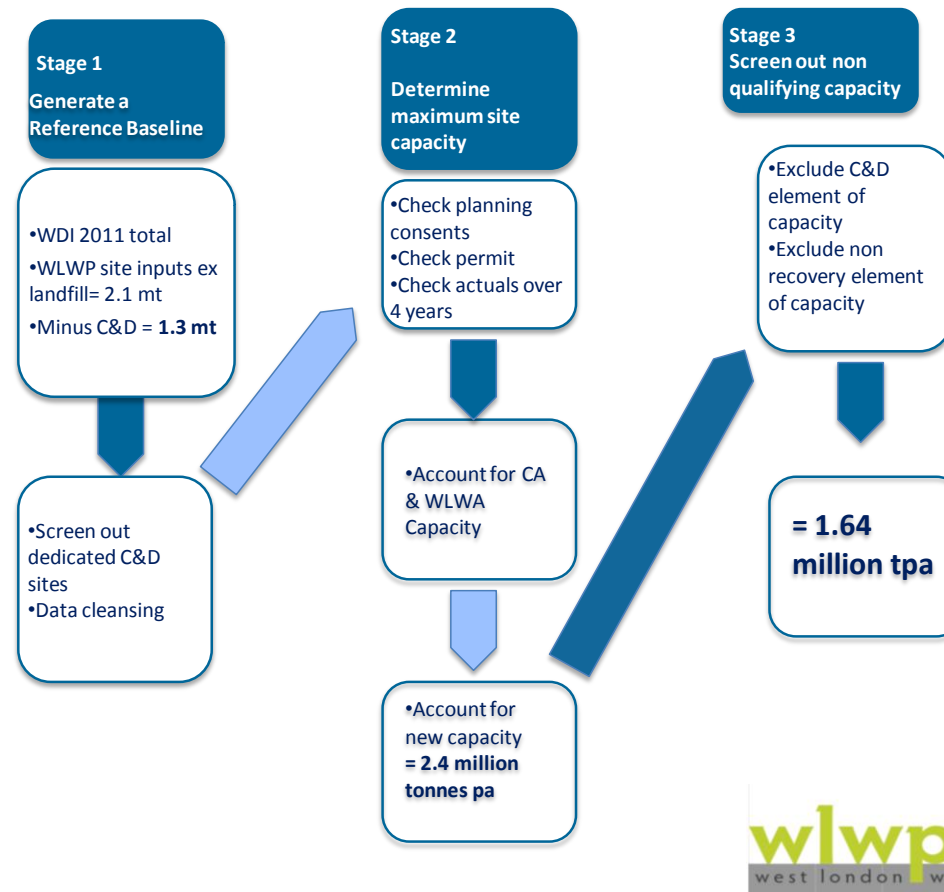 Stage 1
Generate a
Reference Baseline
•WDI 2011 total
•WLWP site inputs ex
landfill= 2.1 mt
•Minus C&D = 1.3 mt
•Screen out
dedicated C&D
sites
•Data cleansing
Stage 2
Determine
maximum site
capacity
•Check planning
consents
•Check permit
•Check actuals over
4 years
•Account for CA
& WLWA
Capacity
•Account for
new capacity
= 2.4 million
tonnes pa
Stage 3
Screen out non
qualifying capacity
•Exclude C&D
element of
capacity
•Exclude non
recovery element
of capacity
= 1.64
million tpa
wlwp
west london w